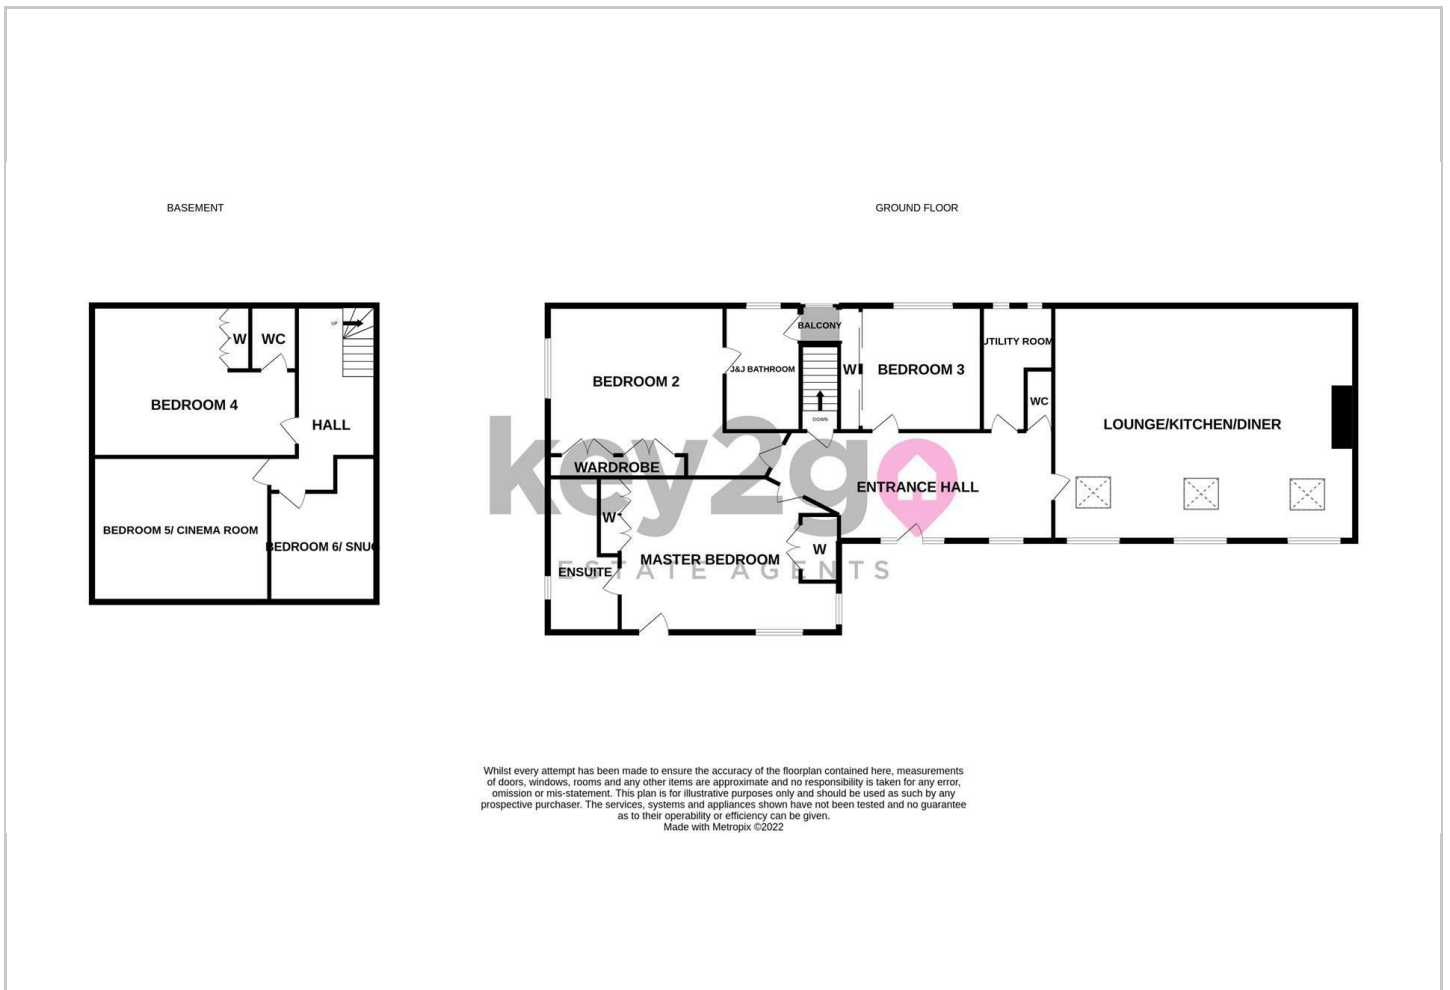 BASEMENT
GROUND FLOOR
UP
W
WC
BEDROOM 4
HALL
BEDROOM 5/ CINEMA ROOM
BEDROOM 6/ SNUG
BALCONY
BEDROOM 2
J&J BATHROOM
W
BEDROOM 3
UTILITY ROOM
WC
DOWN
LOUNGE/KITCHEN/DINER
key2go
WARDROBE
ENTRANCE HALL
W
MASTER BEDROOM
W
ENSUITE
ESTATE AGENTS
Whilst every attempt has been made to ensure the accuracy of the floorplan contained here, measurements
of doors, windows, rooms and any other items are approximate and no responsibility is taken for any error,
omission or mis-statement. This plan is for illustrative purposes only and should be used as such by any
prospective purchaser. The services, systems and appliances shown have not been tested and no guarantee
as to their operability or efficiency can be given.
Made with Metropix ©2022